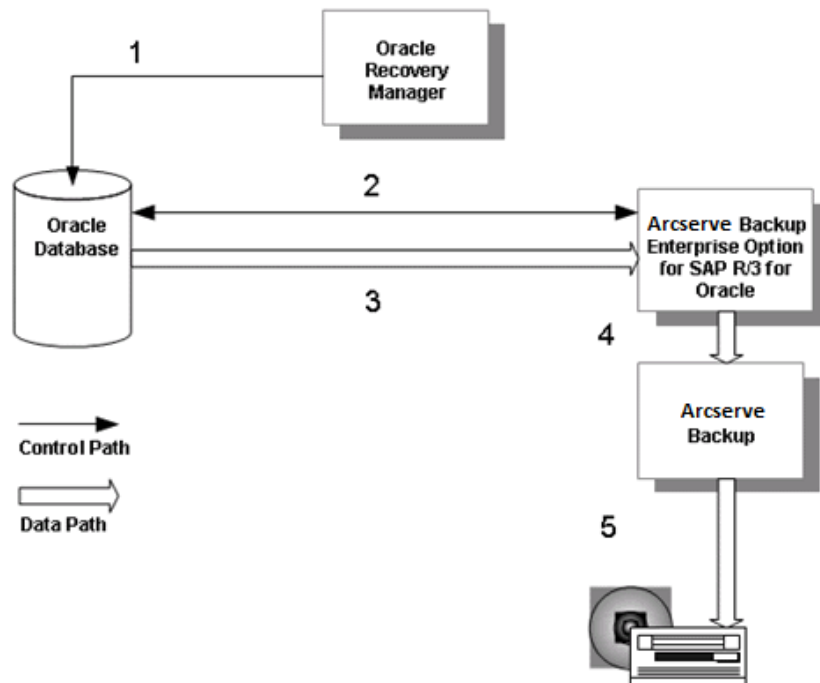 1
Oracle
Recovery
Manager
2
Oracle
Database
Arcserve Backup
Enterprise Option
for SAP R/3 for
Oracle
3
4
Arcserve
Backup
Control Path
Data Path
5